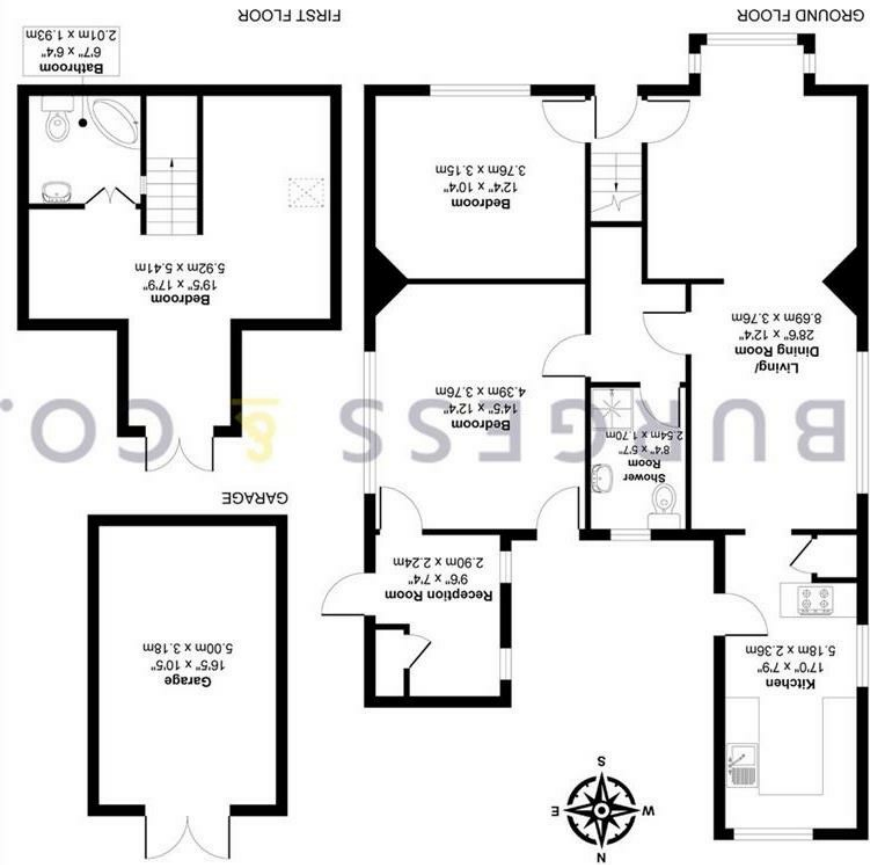 N
W
E
S
Kitchen
17'0" x 7'9"
5.18m x 2.36m
Reception Room
9'6" x 7'4"
2.90m x 2.24m
Shower
Room
8'4" x 5'7"
2.54m x 1.70m
Bedroom
14'5" x 12'4"
4.39m x 3.76m
Living/
Dining Room
28'6" x 12'4"
8.69m x 3.76m
Bedroom
12'4" x 10'4"
3.76m x 3.15m
GROUND FLOOR
Garage
16'5" x 10'5"
5.00m x 3.18m
GARAGE
Bedroom
19'5" x 17'9"
5.92m x 5.41m
Bathroom
6'7" x 6'4"
2.01m x 1.93m
FIRST FLOOR
BURGESS & CO.